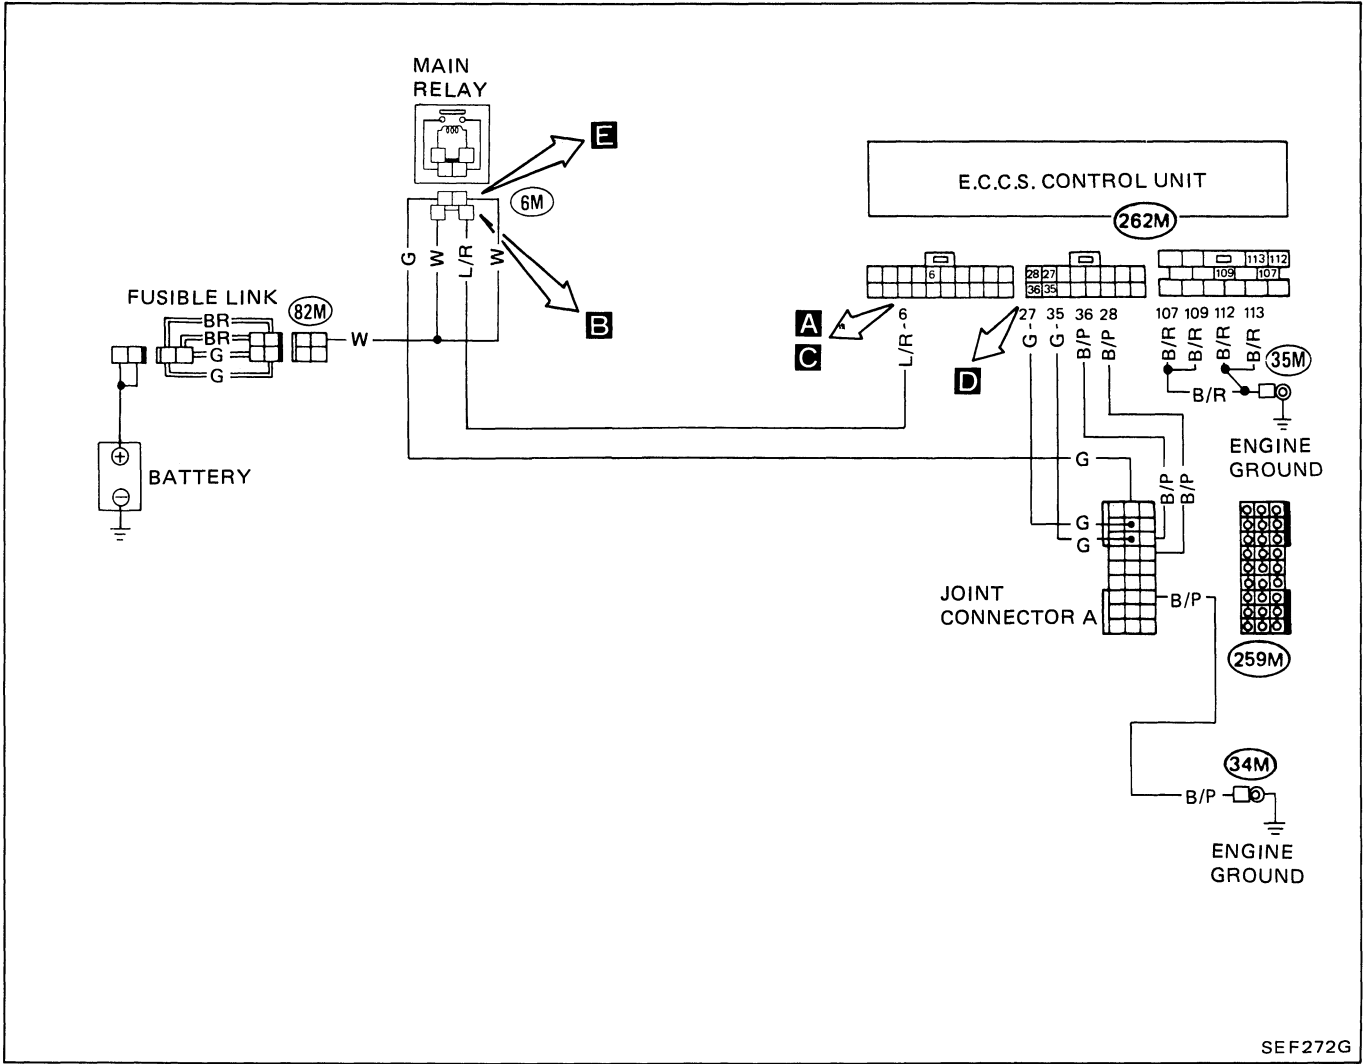 MAIN
RELAY
E
6M
E.C.C.S. CONTROL UNIT
262M
G
W
L/R
W
B
FUSIBLE LINK
82M
BR
BR
G
G
W
BATTERY
6
28 27
36 35
113 112
109 107
A
C
D
6
27 35 36 28
107 109 112 113
L/R
G
G
B/P
B/P
B/R
B/R
B/R
B/R
35M
B/R
ENGINE
GROUND
G
B/P
B/P
G
G
JOINT
CONNECTOR A
B/P
259M
34M
B/P
ENGINE
GROUND
SEF272G